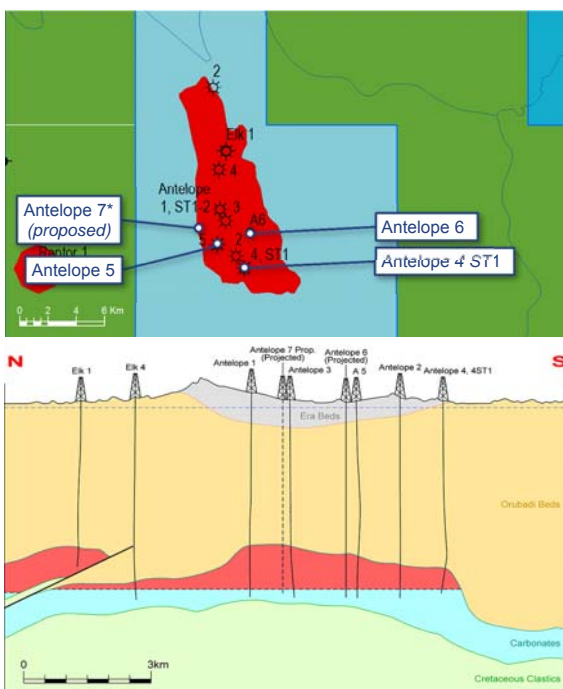 2
Elk 1
4
Antelope
1, ST1-2
3
A6
Antelope 7*
(proposed)
Antelope 6
5
2
4, ST1
Raptor 1
Antelope 5
Antelope 4 ST1
0 2 4 6 Km
N
S
Elk 1
Elk 4
Antelope 1
Antelope 7 Prop.
(Projected)
Antelope 3
Antelope 6
(Projected)
A 5
Antelope 2
Antelope 4, 4ST1
Era Beds
Orubadi Beds
Carbonates
Cretaceous Clastics
0
3km